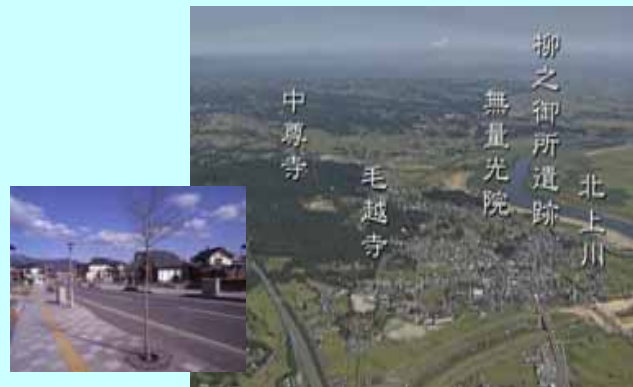 柳之御所遺跡
無量光院
中尊寺
毛越寺
北上川